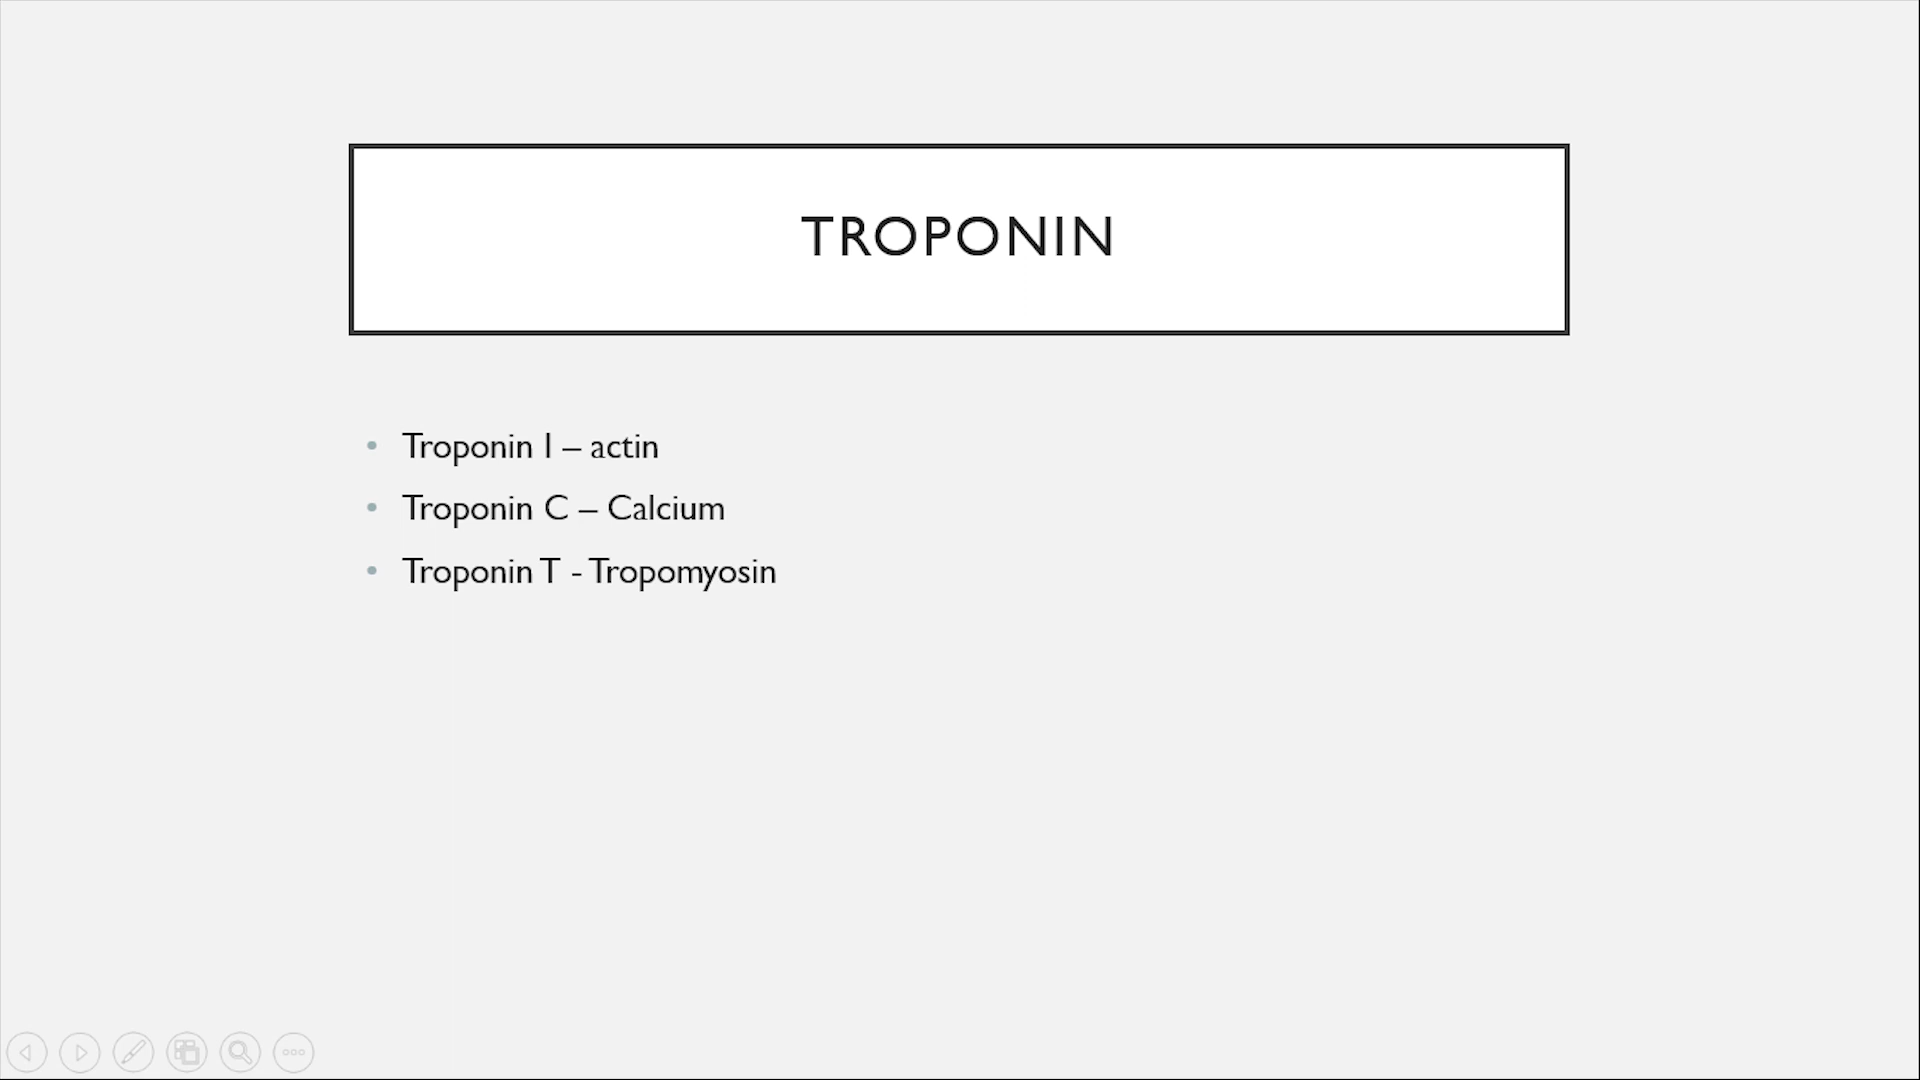 TROPONIN
• Troponin I – actin
• Troponin C – Calcium
• Troponin T - Tropomyosin